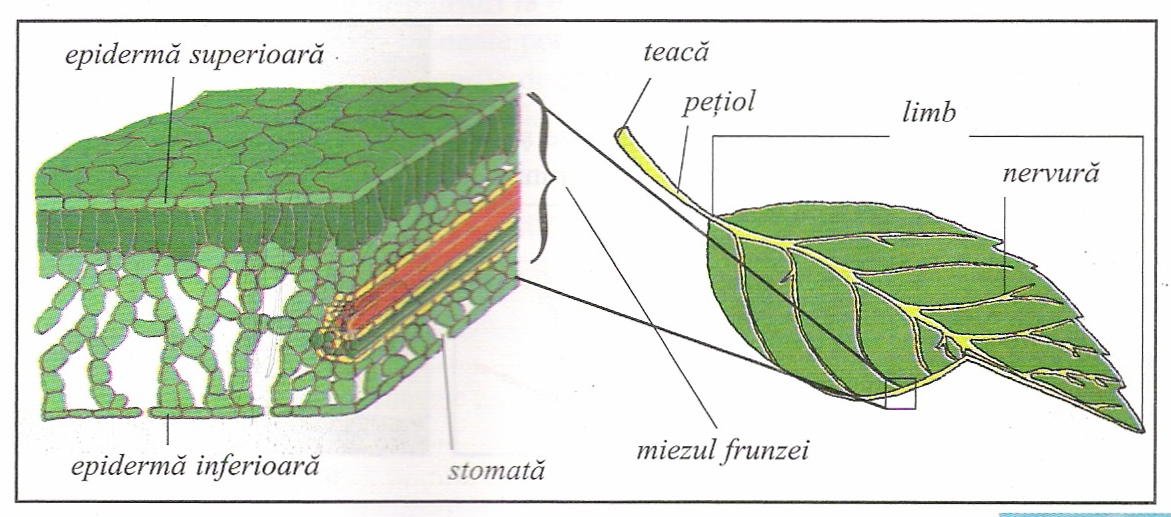 epidermă superioară
teacă
pețiol
limb
nervură
epidermă inferioară
stomată
miezul frunzei